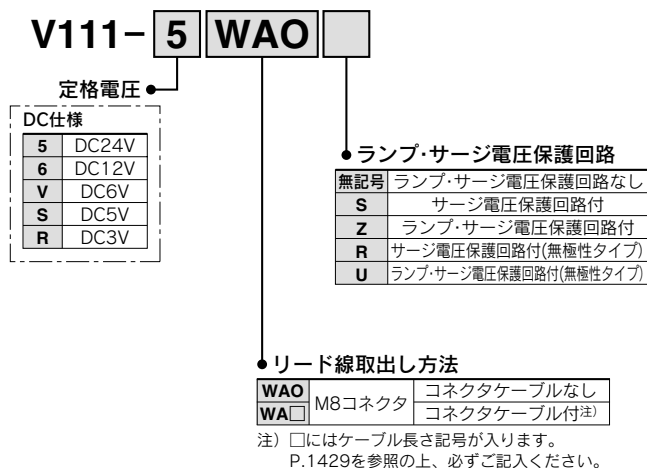 V111－ 5 WAO
定格電圧
DC仕様
5 DC24V
6 DC12V
V DC6V
S DC5V
R DC3V
ランプ･サージ電圧保護回路
無記号 ランプ･サージ電圧保護回路なし
S サージ電圧保護回路付
Z ランプ･サージ電圧保護回路付
R サージ電圧保護回路付(無極性タイプ)
U ランプ･サージ電圧保護回路付(無極性タイプ)
リード線取出し方法
WAO M8コネクタ コネクタケーブルなし
WA□ コネクタケーブル付注)
注）□にはケーブル長さ記号が入ります。
P.1429を参照の上、必ずご記入ください。